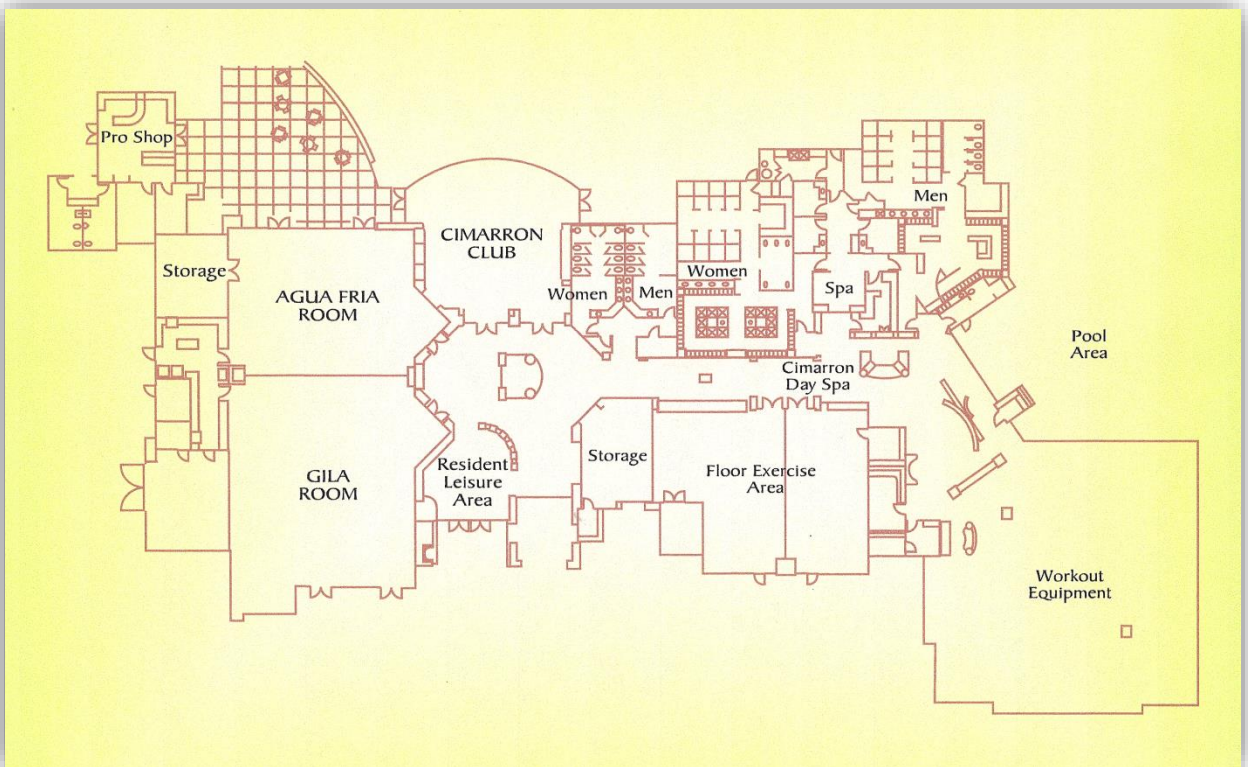 Pro Shop
CIMARRON
CLUB
Men
Storage
AGUA FRIA
ROOM
Women
Men
Women
Spa
Pool
Area
Cimarron
Day Spa
GILA
ROOM
Resident
Leisure
Area
Storage
Floor Exercise
Area
Workout
Equipment